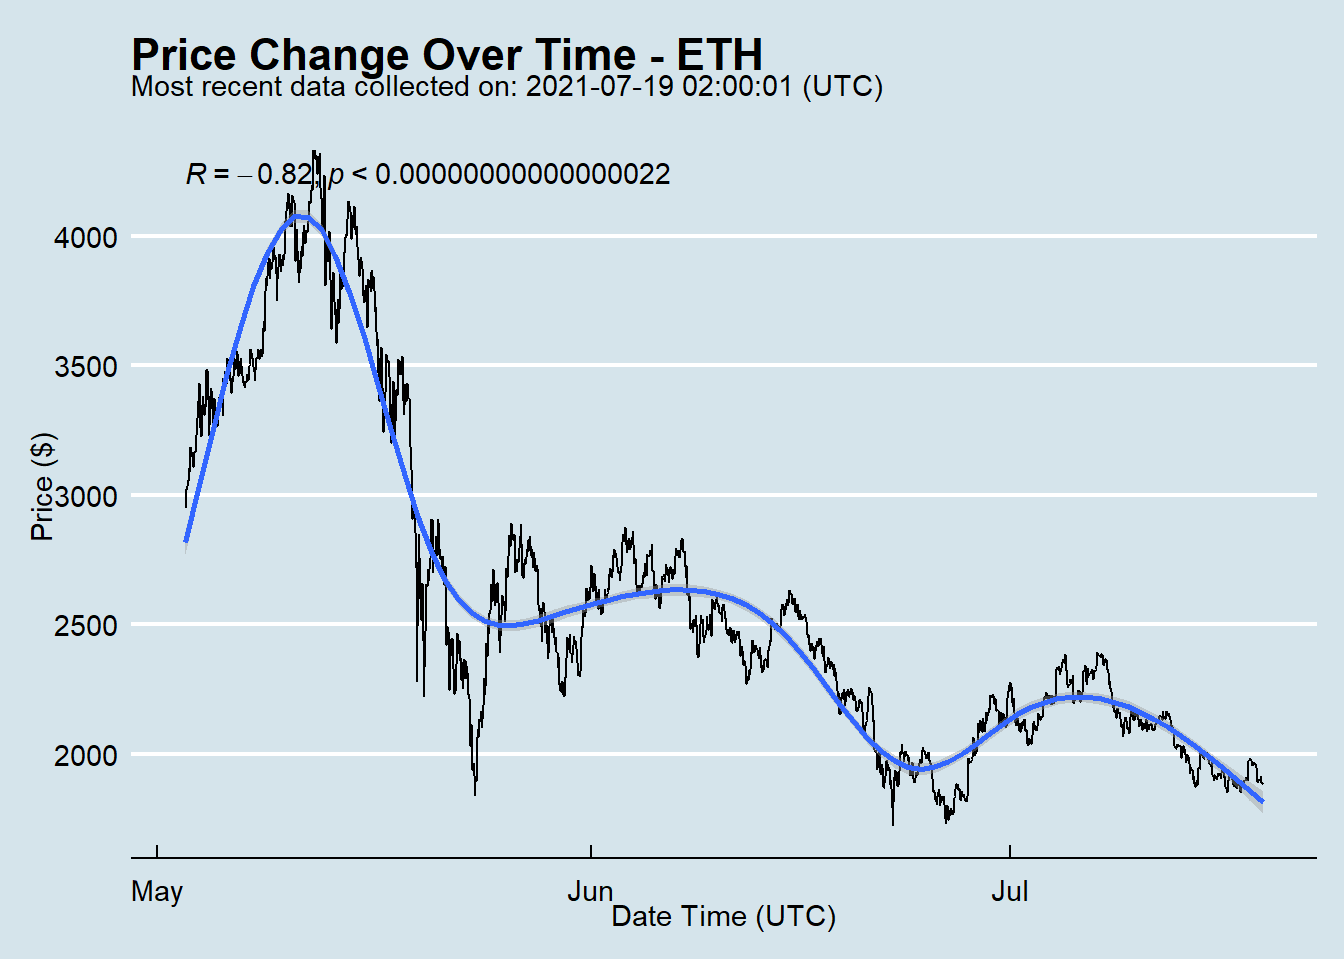 Price Change Over Time - ETH
Most recent data collected on: 2021-07-19 02:00:01 (UTC)
R = −0.82, p < 0.00000000000000022
4000
3500
3000
2500
2000
Price ($)
May
Jun
Jul
Date Time (UTC)